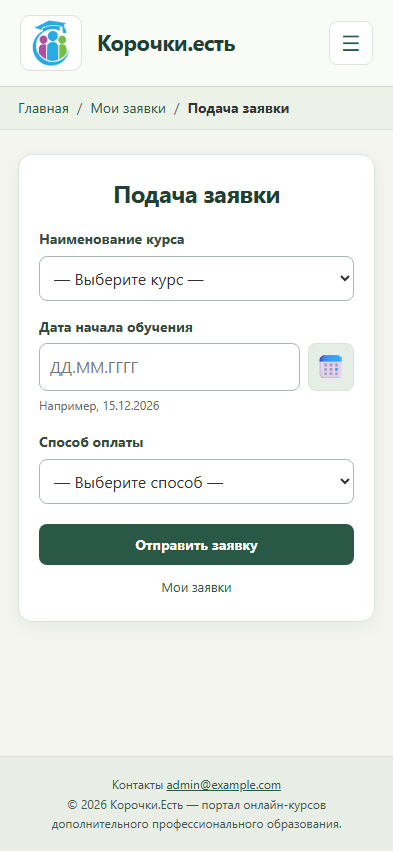 Корочки.есть
☰
Главная / Мои заявки / Подача заявки
Подача заявки
Наименование курса
— Выберите курс —
Дата начала обучения
ДД.ММ.ГГГГ
Например, 15.12.2026
Способ оплаты
— Выберите способ —
Отправить заявку
Мои заявки
Контакты admin@example.com
© 2026 Корочки.Есть — портал онлайн-курсов
дополнительного профессионального образования.